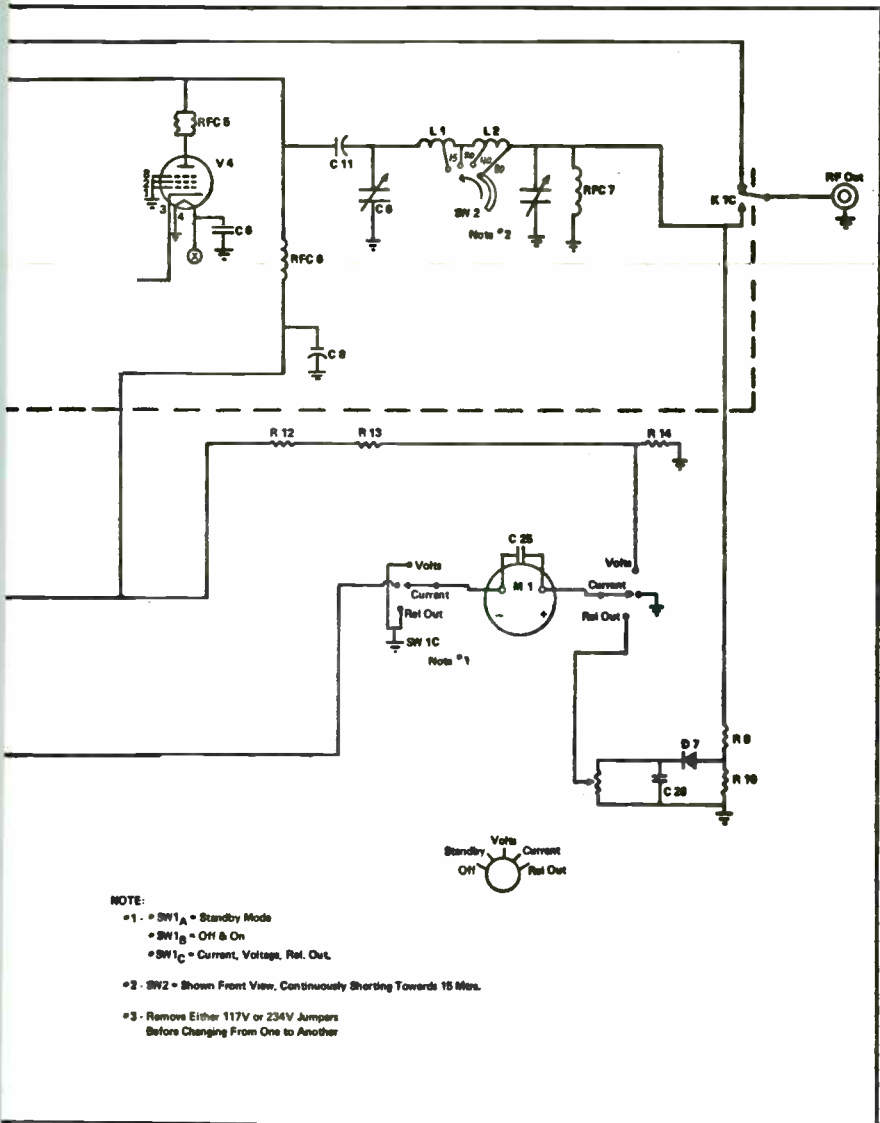 RFC 5
V 4
8
3
4
C 6
X
RFC 6
C 8
C 11
C 6
L 1
L 2
15
20
40
80
SW 2
Note #2
RFC 7
K 1C
RF Out
R 12
R 13
R 14
C 25
M 1
-
+
Volts
Current
Rel Out
SW 1C
Note #1
Volts
Current
Rel Out
D 7
R 9
R 10
C 26
Volts
Standby
Current
Off
Rel Out
NOTE:
#1 - * SW1A = Standby Mode
* SW1B = Off & On
* SW1C = Current, Voltage, Rel. Out.
#2 - SW2 = Shown Front View, Continuously Shorting Towards 15 Mtrs.
#3 - Remove Either 117V or 234V Jumpers
Before Changing From One to Another